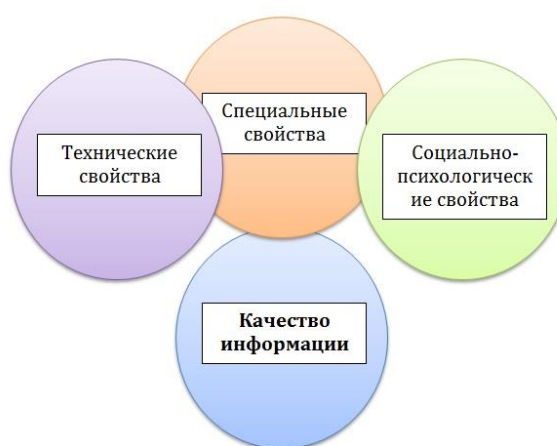 Специальные
свойства
Технические
свойства
Социально-
психологическ
ие свойства
Качество
информации